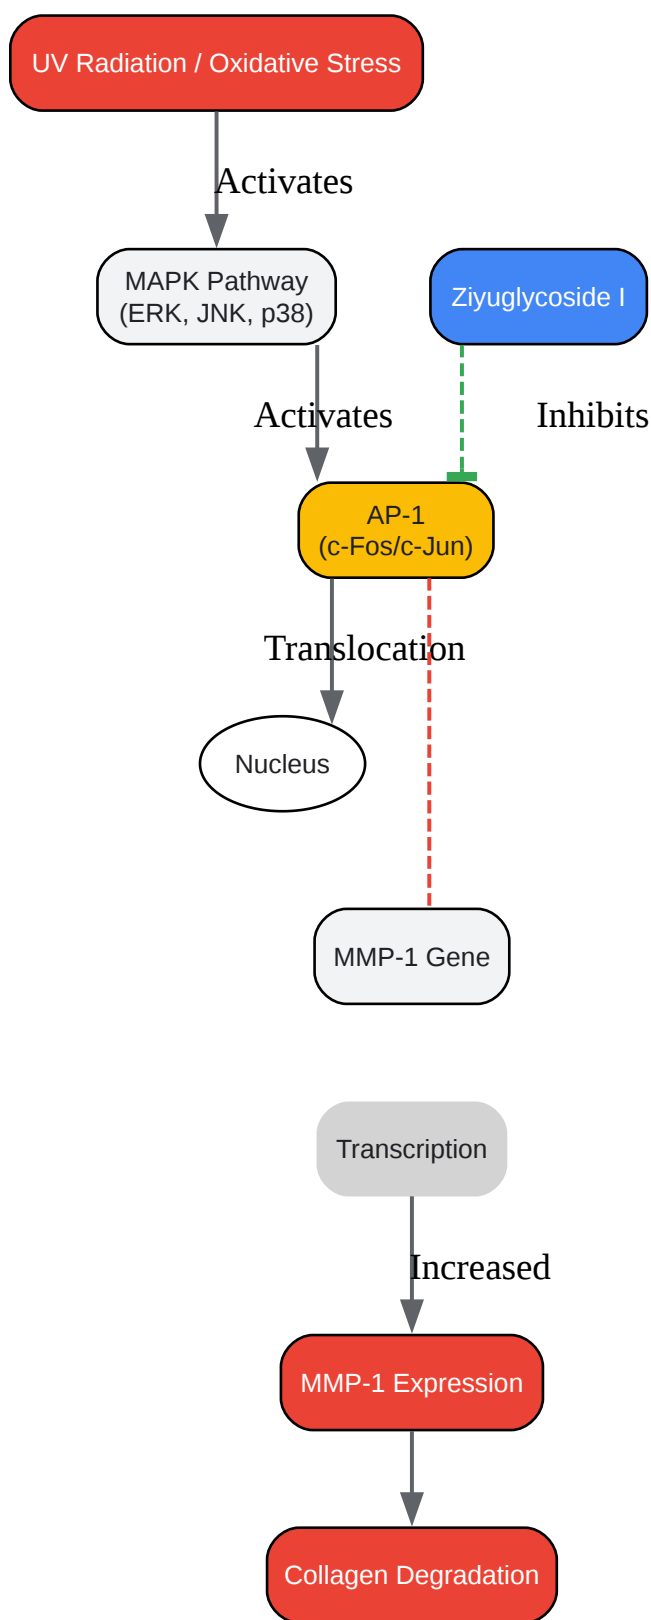 UV Radiation / Oxidative Stress
Activates
MAPK Pathway
(ERK, JNK, p38)
Ziyuglycoside I
Activates
Inhibits
AP-1
(c-Fos/c-Jun)
Translocation
Nucleus
MMP-1 Gene
Transcription
Increased
MMP-1 Expression
Collagen Degradation